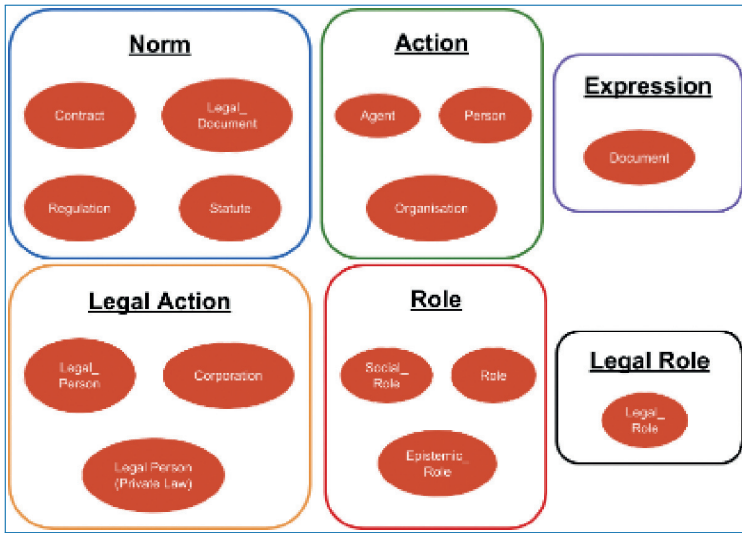 Norm
Contract
Legal_
Document
Regulation
Statute
Action
Agent
Person
Organisation
Expression
Document
Legal Action
Legal_
Person
Corporation
Legal Person
(Private Law)
Role
Social_
Role
Role
Epistemic_
Role
Legal Role
Legal_
Role